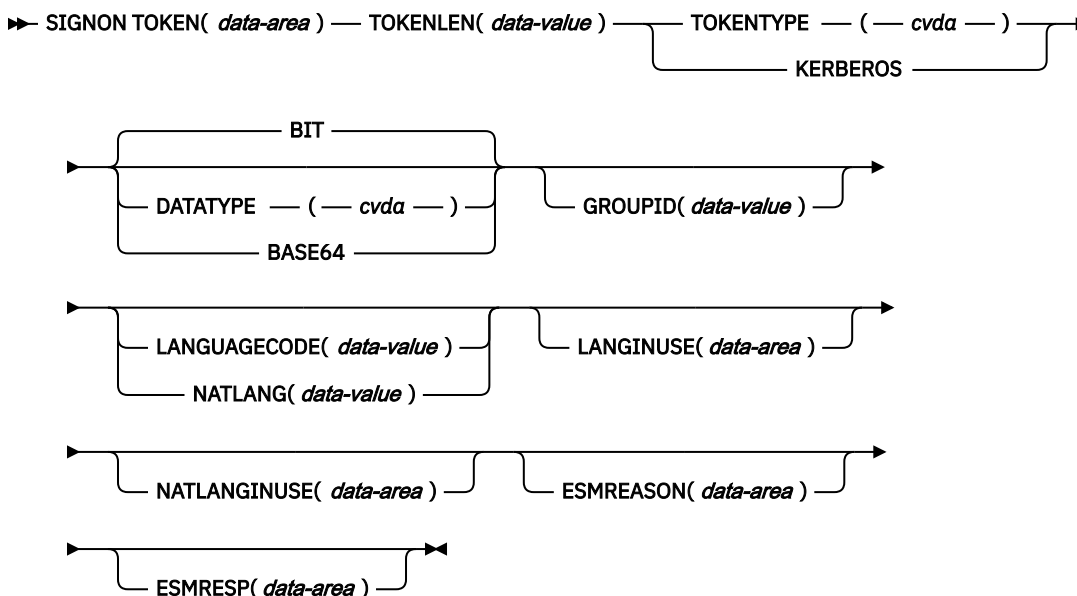 SIGNON TOKEN( data-area ) TOKENLEN( data-value ) TOKENTYPE ( cvda )
KERBEROS
BIT
DATATYPE ( cvda )
BASE64
GROUPID( data-value )
LANGUAGECODE( data-value )
NATLANG( data-value )
LANGINUSE( data-area )
NATLANGINUSE( data-area )
ESMREASON( data-area )
ESMRESP( data-area )